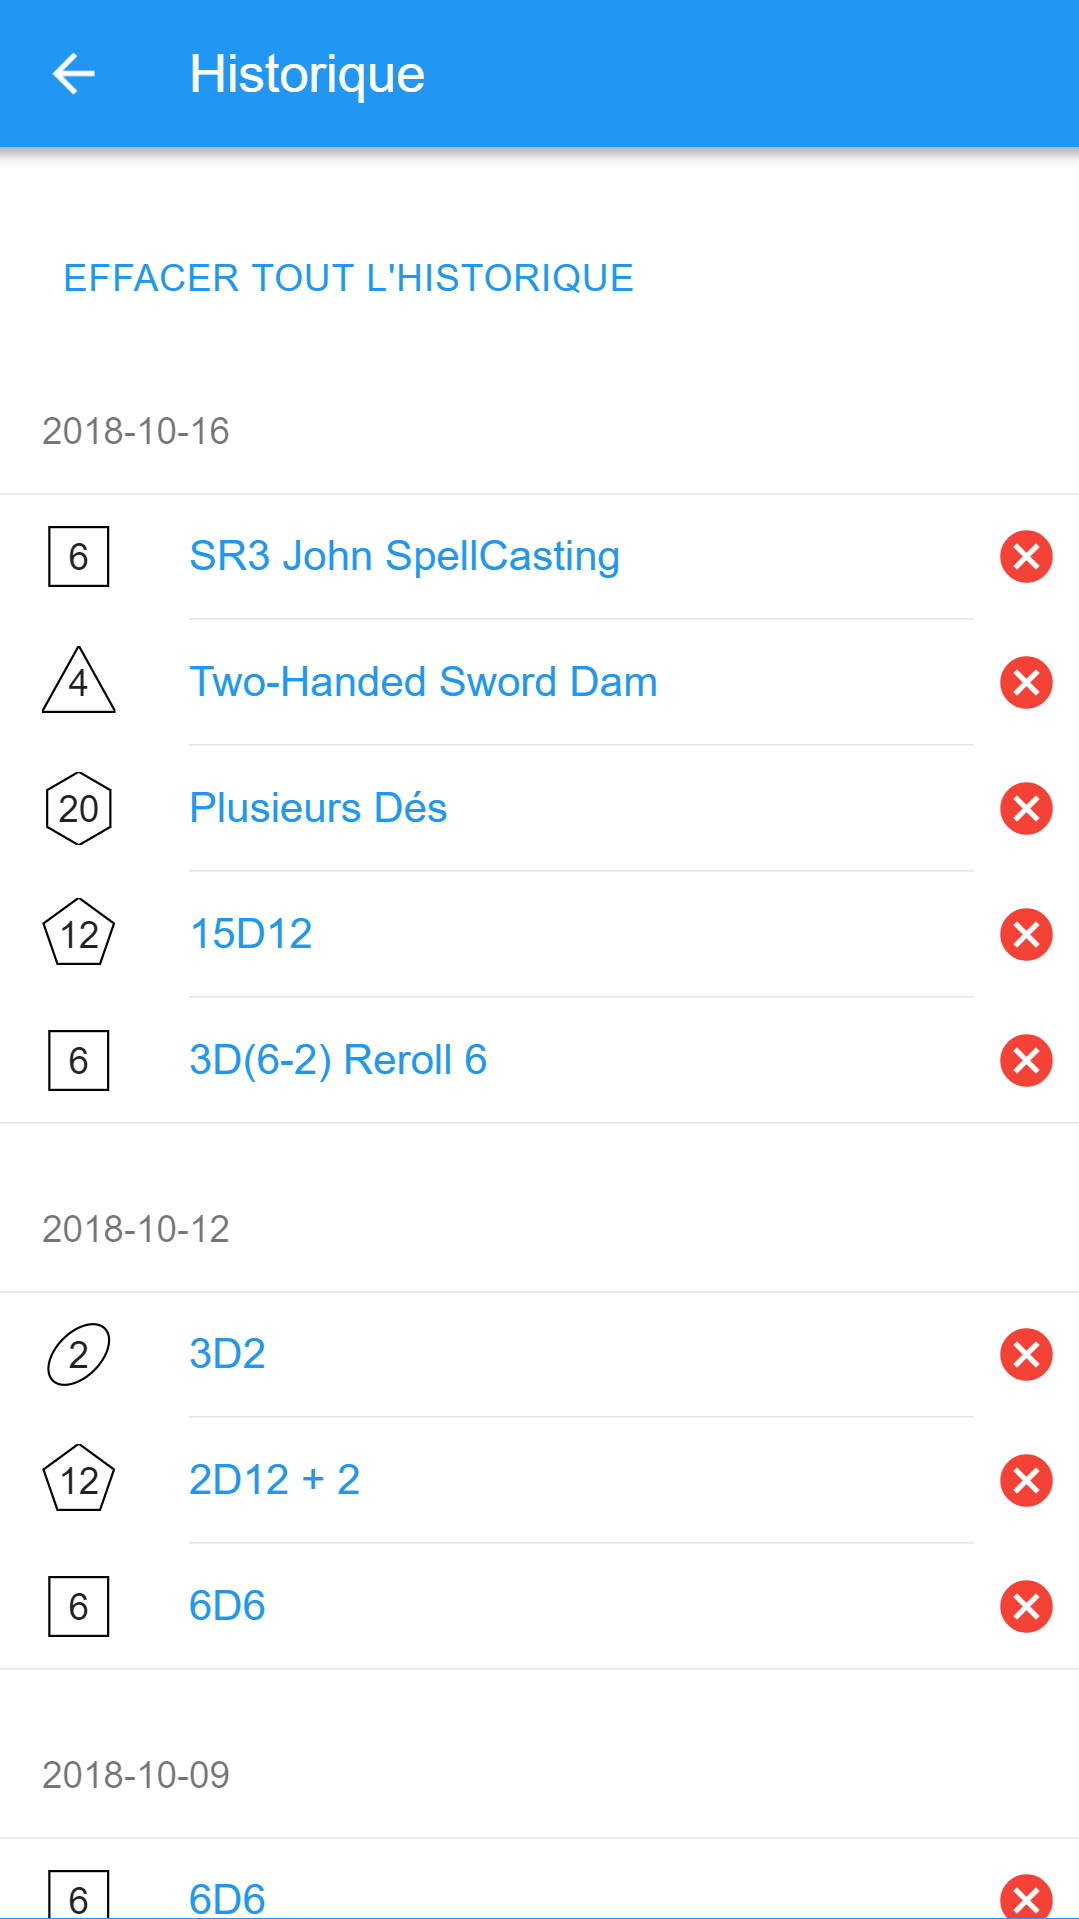 Historique
EFFACER TOUT L'HISTORIQUE
2018-10-16
6 SR3 John SpellCasting
4 Two-Handed Sword Dam
20 Plusieurs Dés
12 15D12
6 3D(6-2) Reroll 6
2018-10-12
2 3D2
12 2D12 + 2
6 6D6
2018-10-09
6 6D6